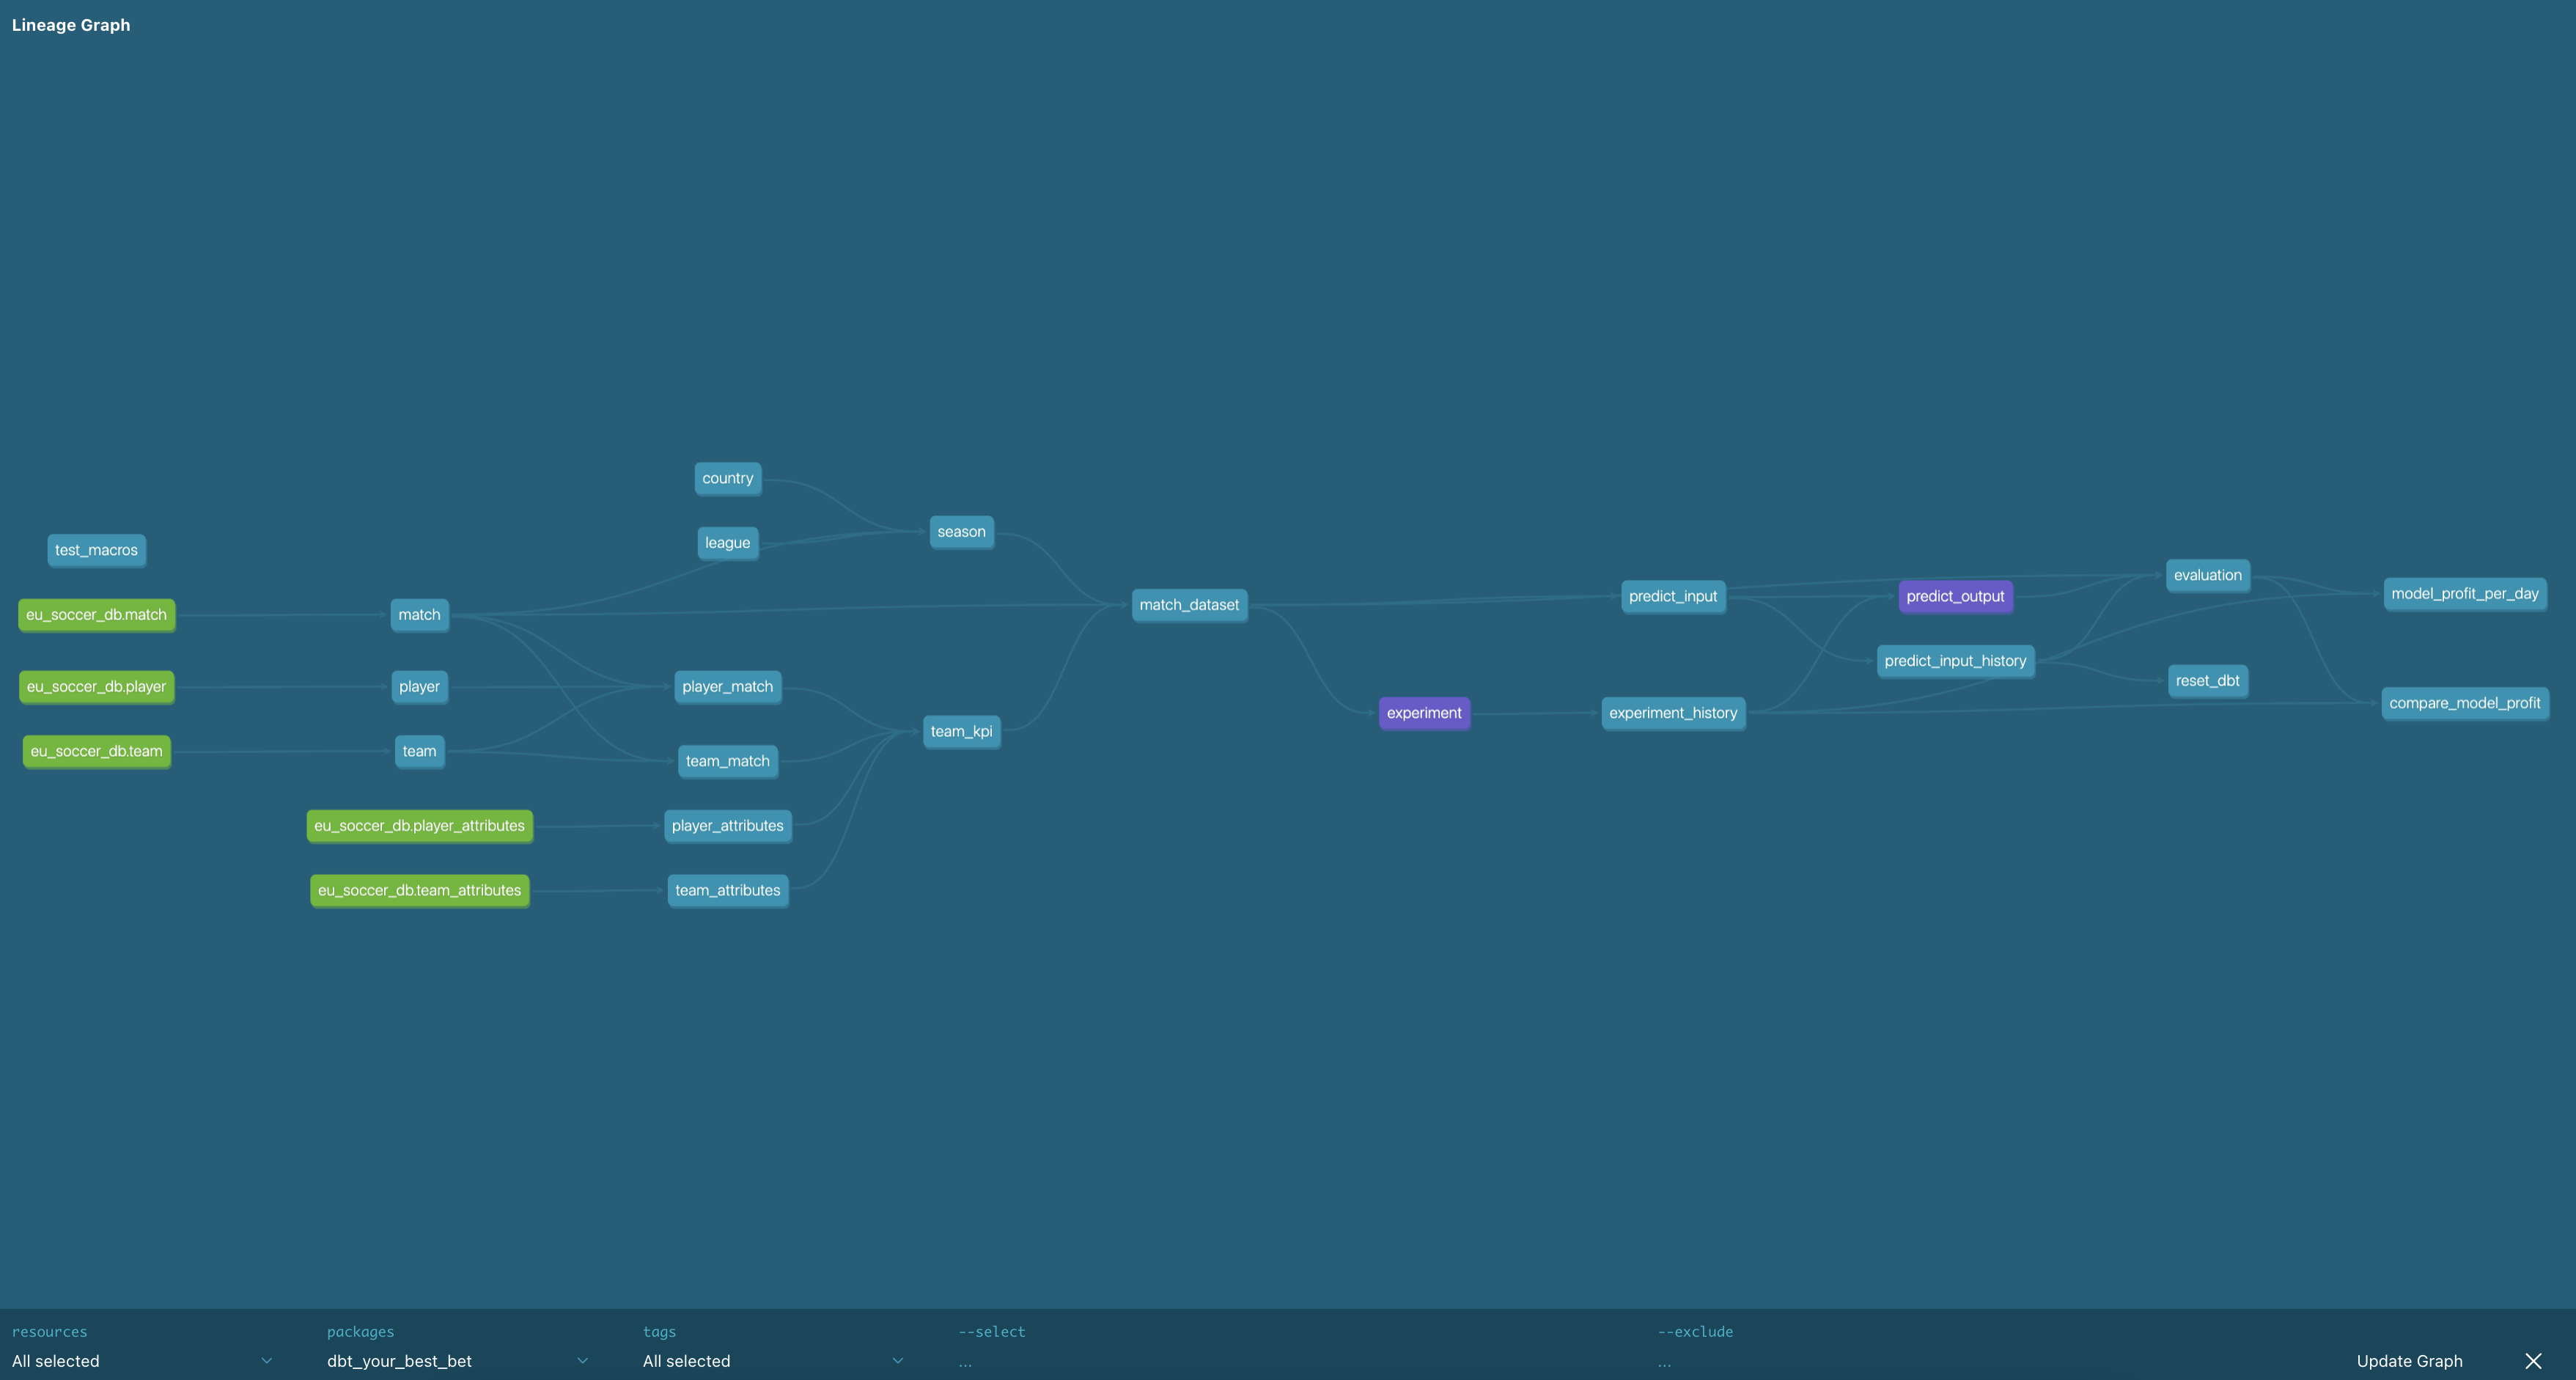 Lineage Graph
country
season
league
test_macros
evaluation
model_profit_per_day
predict_input
predict_output
match_dataset
eu_soccer_db.match
match
predict_input_history
reset_dbt
eu_soccer_db.player
player
player_match
compare_model_profit
experiment
experiment_history
team_kpi
eu_soccer_db.team
team
team_match
eu_soccer_db.player_attributes
player_attributes
eu_soccer_db.team_attributes
team_attributes
resources
packages
tags
--select
--exclude
All selected
dbt_your_best_bet
All selected
...
...
Update Graph